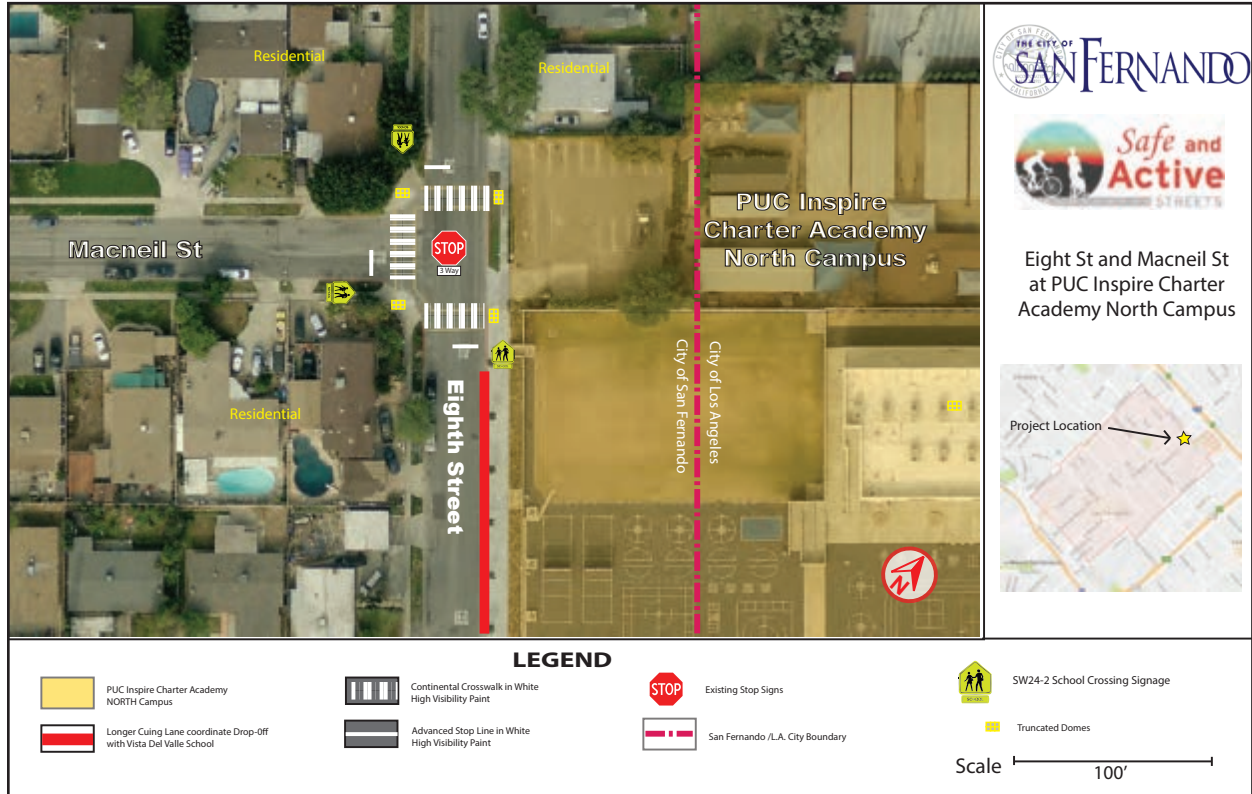 Residential
Residential
Macneil St
STOP
3 Way
PUC Inspire
Charter Academy
North Campus
City of San Fernando
City of Los Angeles
Eighth Street
Residential
N
THE CITY OF
SAN FERNANDO
CALIFORNIA
Safe and
Active
STREETS
Eight St and Macneil St
at PUC Inspire Charter
Academy North Campus
Project Location
LEGEND
PUC Inspire Charter Academy
NORTH Campus
Longer Cuing Lane coordinate Drop-0ff
with Vista Del Valle School
Continental Crosswalk in White
High Visibility Paint
Advanced Stop Line in White
High Visibility Paint
STOP
Existing Stop Signs
San Fernando /L.A. City Boundary
SW24-2 School Crossing Signage
Truncated Domes
Scale
100'